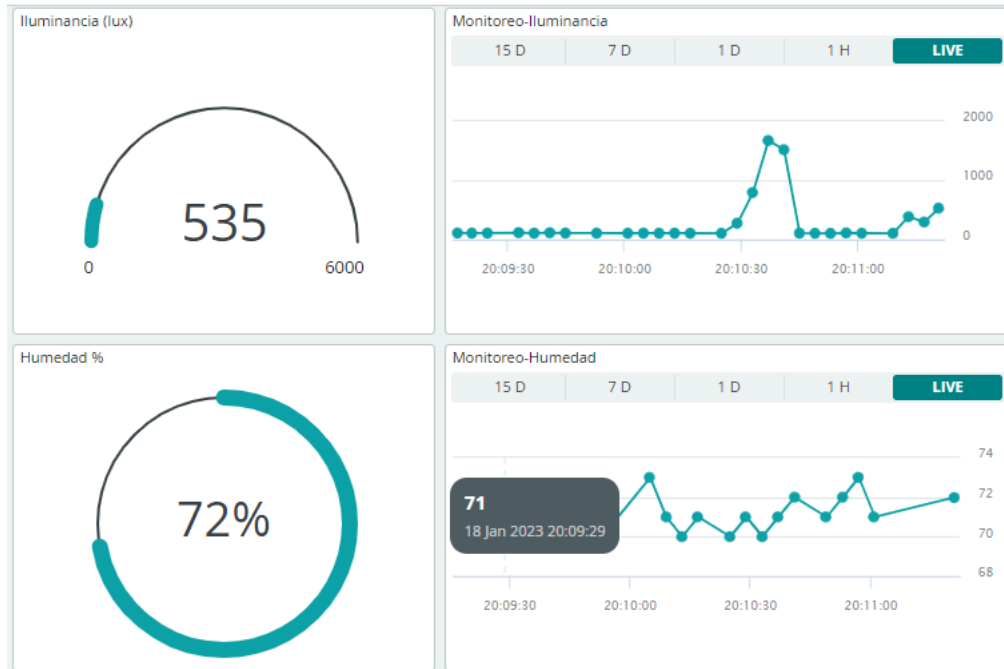 Iluminancia (lux)
535
0
6000
Monitoreo-Iluminancia
15 D 7 D 1 D 1 H LIVE
2000
1000
0
20:09:30 20:10:00 20:10:30 20:11:00
Humedad %
72%
Monitoreo-Humedad
15 D 7 D 1 D 1 H LIVE
74
72
70
68
71
18 Jan 2023 20:09:29
20:09:30 20:10:00 20:10:30 20:11:00